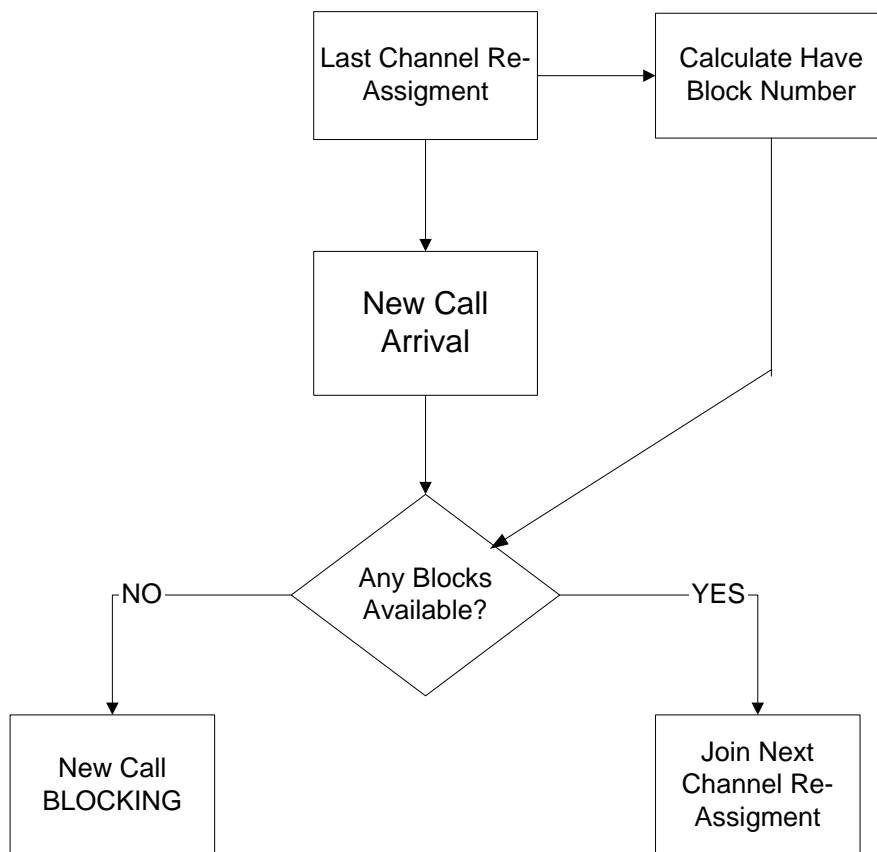 Last Channel Re-
Assigment
Calculate Have
Block Number
New Call
Arrival
Any Blocks
Available?
NO
YES
New Call
BLOCKING
Join Next
Channel Re-
Assigment